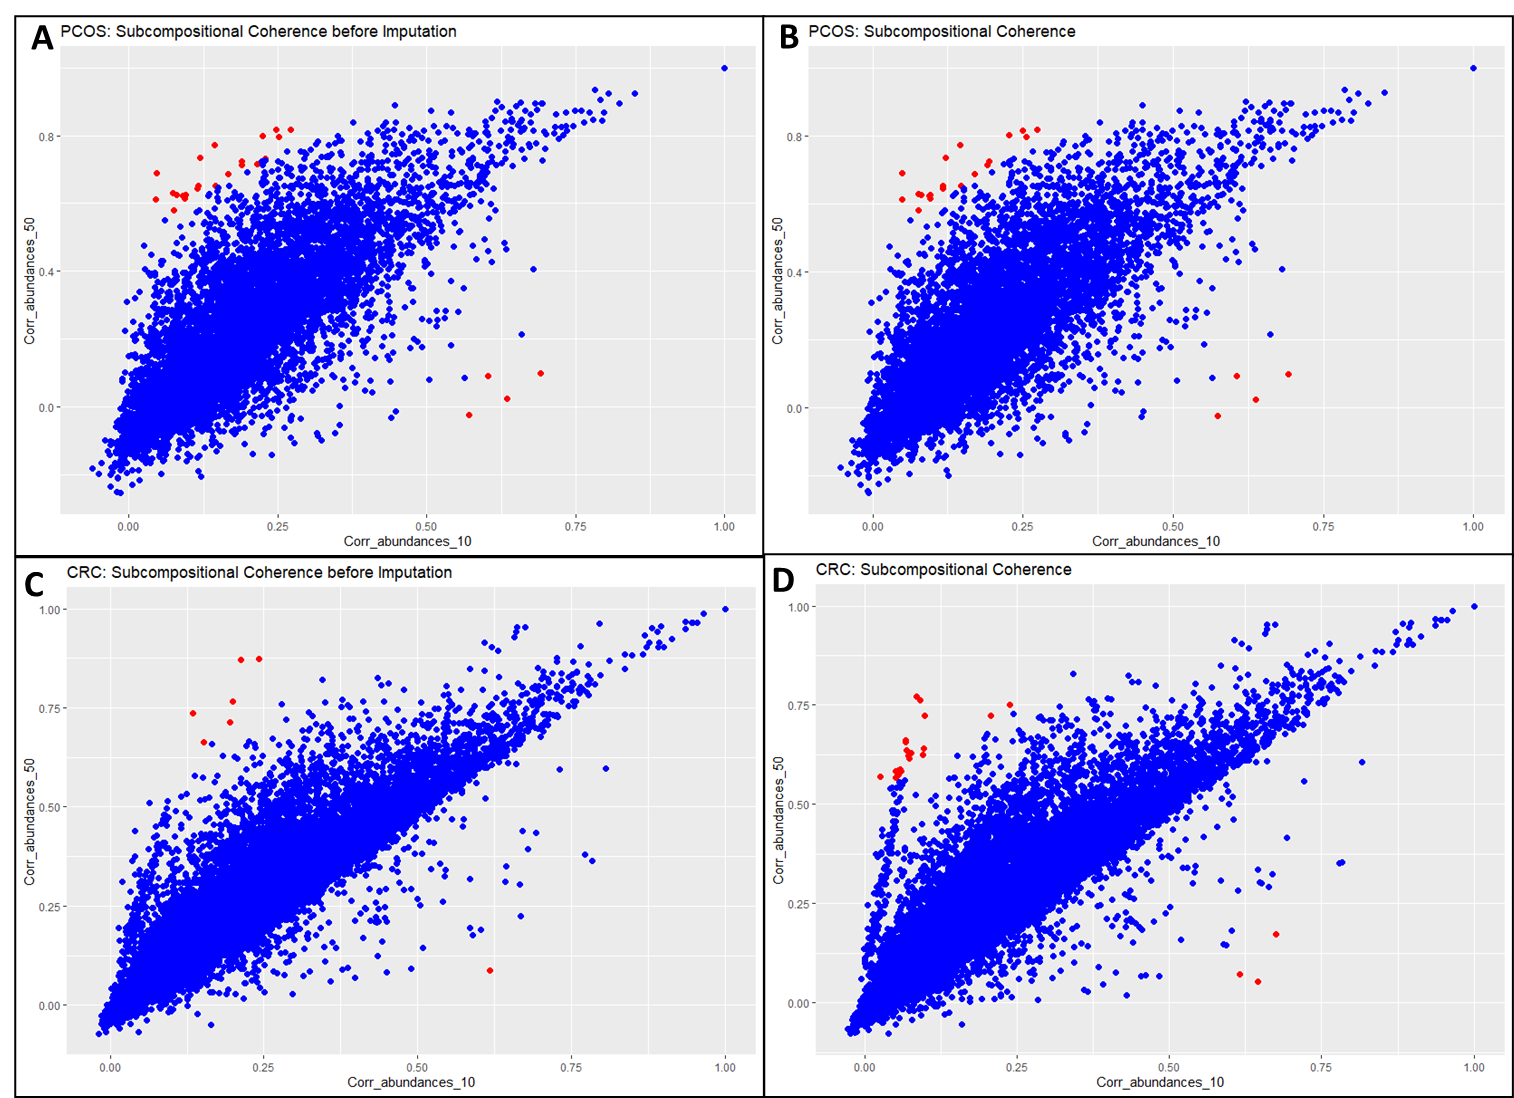 A PCOS: Subcompositional Coherence before Imputation
Corr_abundances_50
0.8
0.4
0.0
0.00 0.25 0.50 0.75 1.00
Corr_abundances_10
B PCOS: Subcompositional Coherence
Corr_abundances_50
0.8
0.4
0.0
0.00 0.25 0.50 0.75 1.00
Corr_abundances_10
C CRC: Subcompositional Coherence before Imputation
Corr_abundances_50
1.00
0.75
0.50
0.25
0.00
0.00 0.25 0.50 0.75 1.00
Corr_abundances_10
D CRC: Subcompositional Coherence
Corr_abundances_50
1.00
0.75
0.50
0.25
0.00
0.00 0.25 0.50 0.75 1.00
Corr_abundances_10